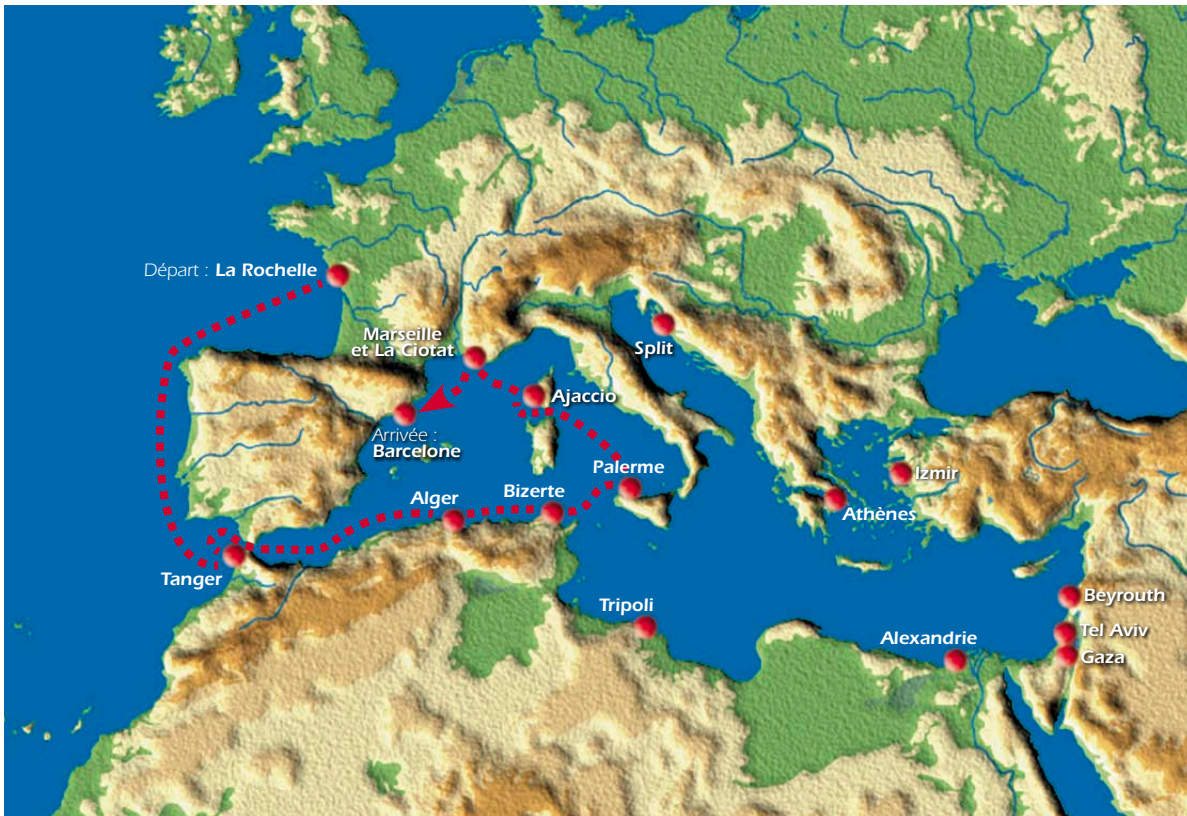 Départ : La Rochelle
Marseille
et La Ciotat
Split
Ajaccio
Arrivée :
Barcelone
Palerme
Izmir
Alger
Bizerte
Athènes
Tanger
Tripoli
Beyrouth
Tel Aviv
Alexandrie
Gaza